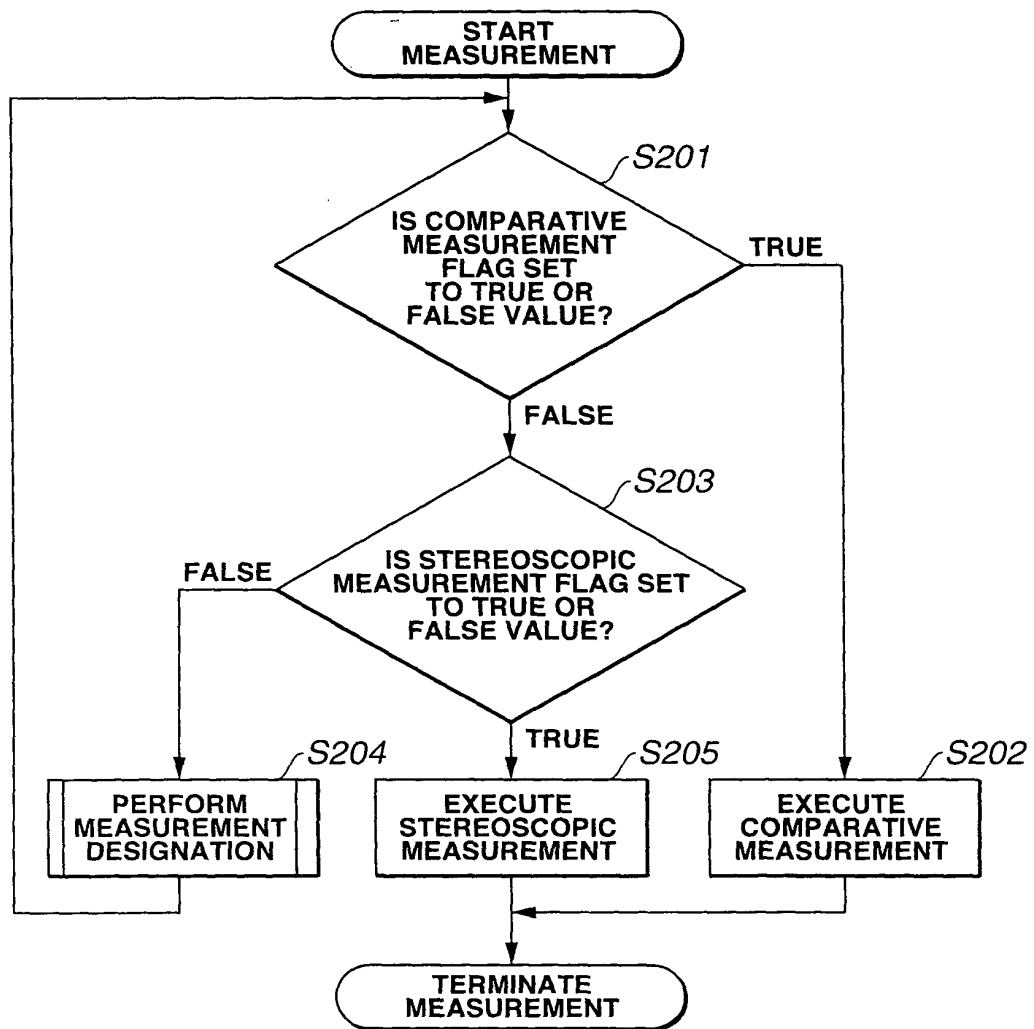 START
MEASUREMENT
S201
IS COMPARATIVE
MEASUREMENT
FLAG SET
TO TRUE OR
FALSE VALUE?
TRUE
FALSE
S203
IS STEREOSCOPIC
MEASUREMENT FLAG SET
TO TRUE OR
FALSE VALUE?
FALSE
TRUE
S204
PERFORM
MEASUREMENT
DESIGNATION
S205
EXECUTE
STEREOSCOPIC
MEASUREMENT
S202
EXECUTE
COMPARATIVE
MEASUREMENT
TERMINATE
MEASUREMENT